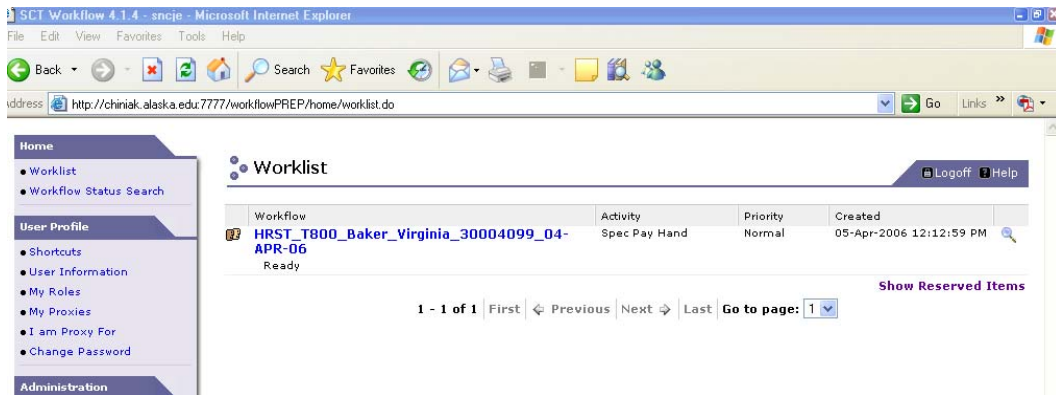 SCT Workflow 4.1.4 - sncje - Microsoft Internet Explorer
File Edit View Favorites Tools Help
Back Search Favorites
Address http://chiniak.alaska.edu:7777/workflowPREP/home/worklist.do Go Links »
Home
Worklist
Workflow Status Search
User Profile
Shortcuts
User Information
My Roles
My Proxies
I am Proxy For
Change Password
Administration
Worklist
Logoff Help
Workflow Activity Priority Created
HRST_T800_Baker_Virginia_30004099_04- Spec Pay Hand Normal 05-Apr-2006 12:12:59 PM
APR-06
Ready
Show Reserved Items
1 - 1 of 1 First Previous Next Last Go to page: 1